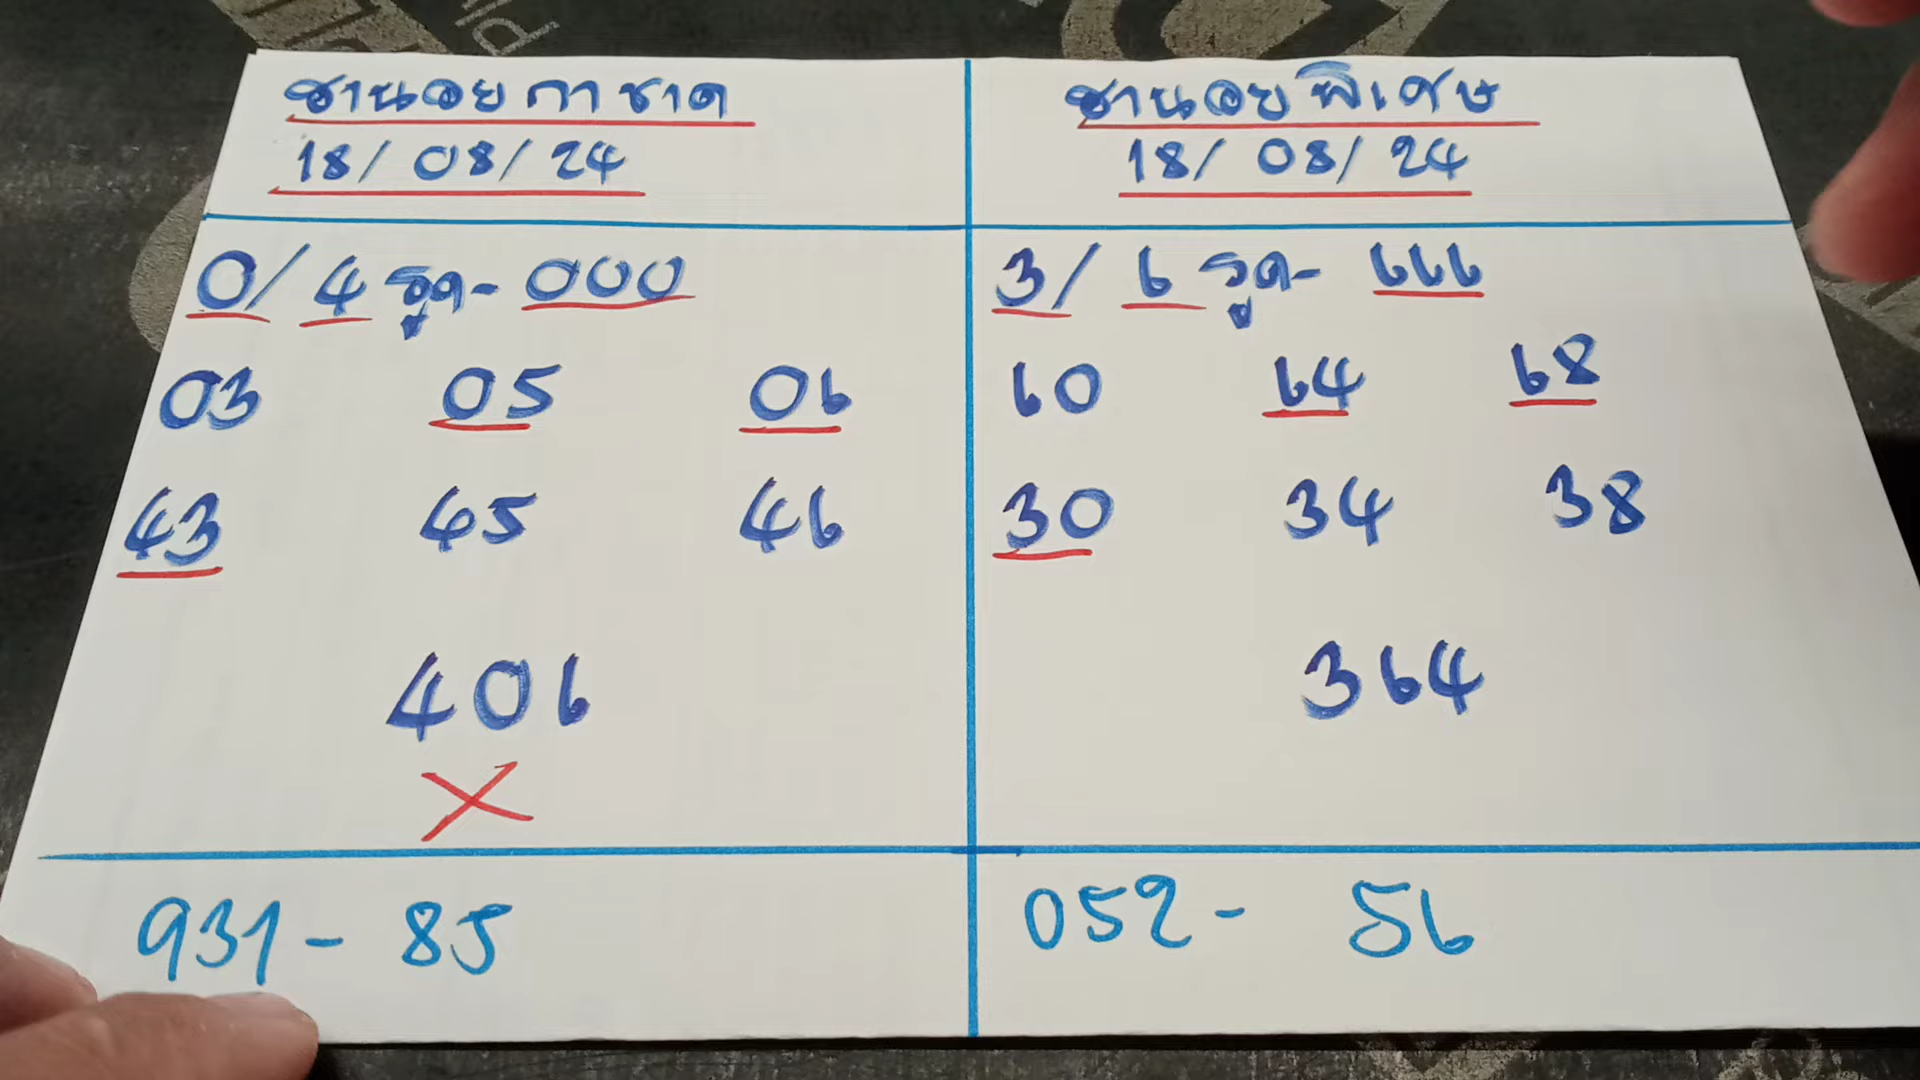 ฮานอยกาชาด
18/ 08/ 24
0/ 4 รูด- 000
03 05 06
43 45 46
406
X
931 - 85
ฮานอยพิเศษ
18/ 08/ 24
3/ 6 รูด- 666
60 64 68
30 34 38
364
052 - 56